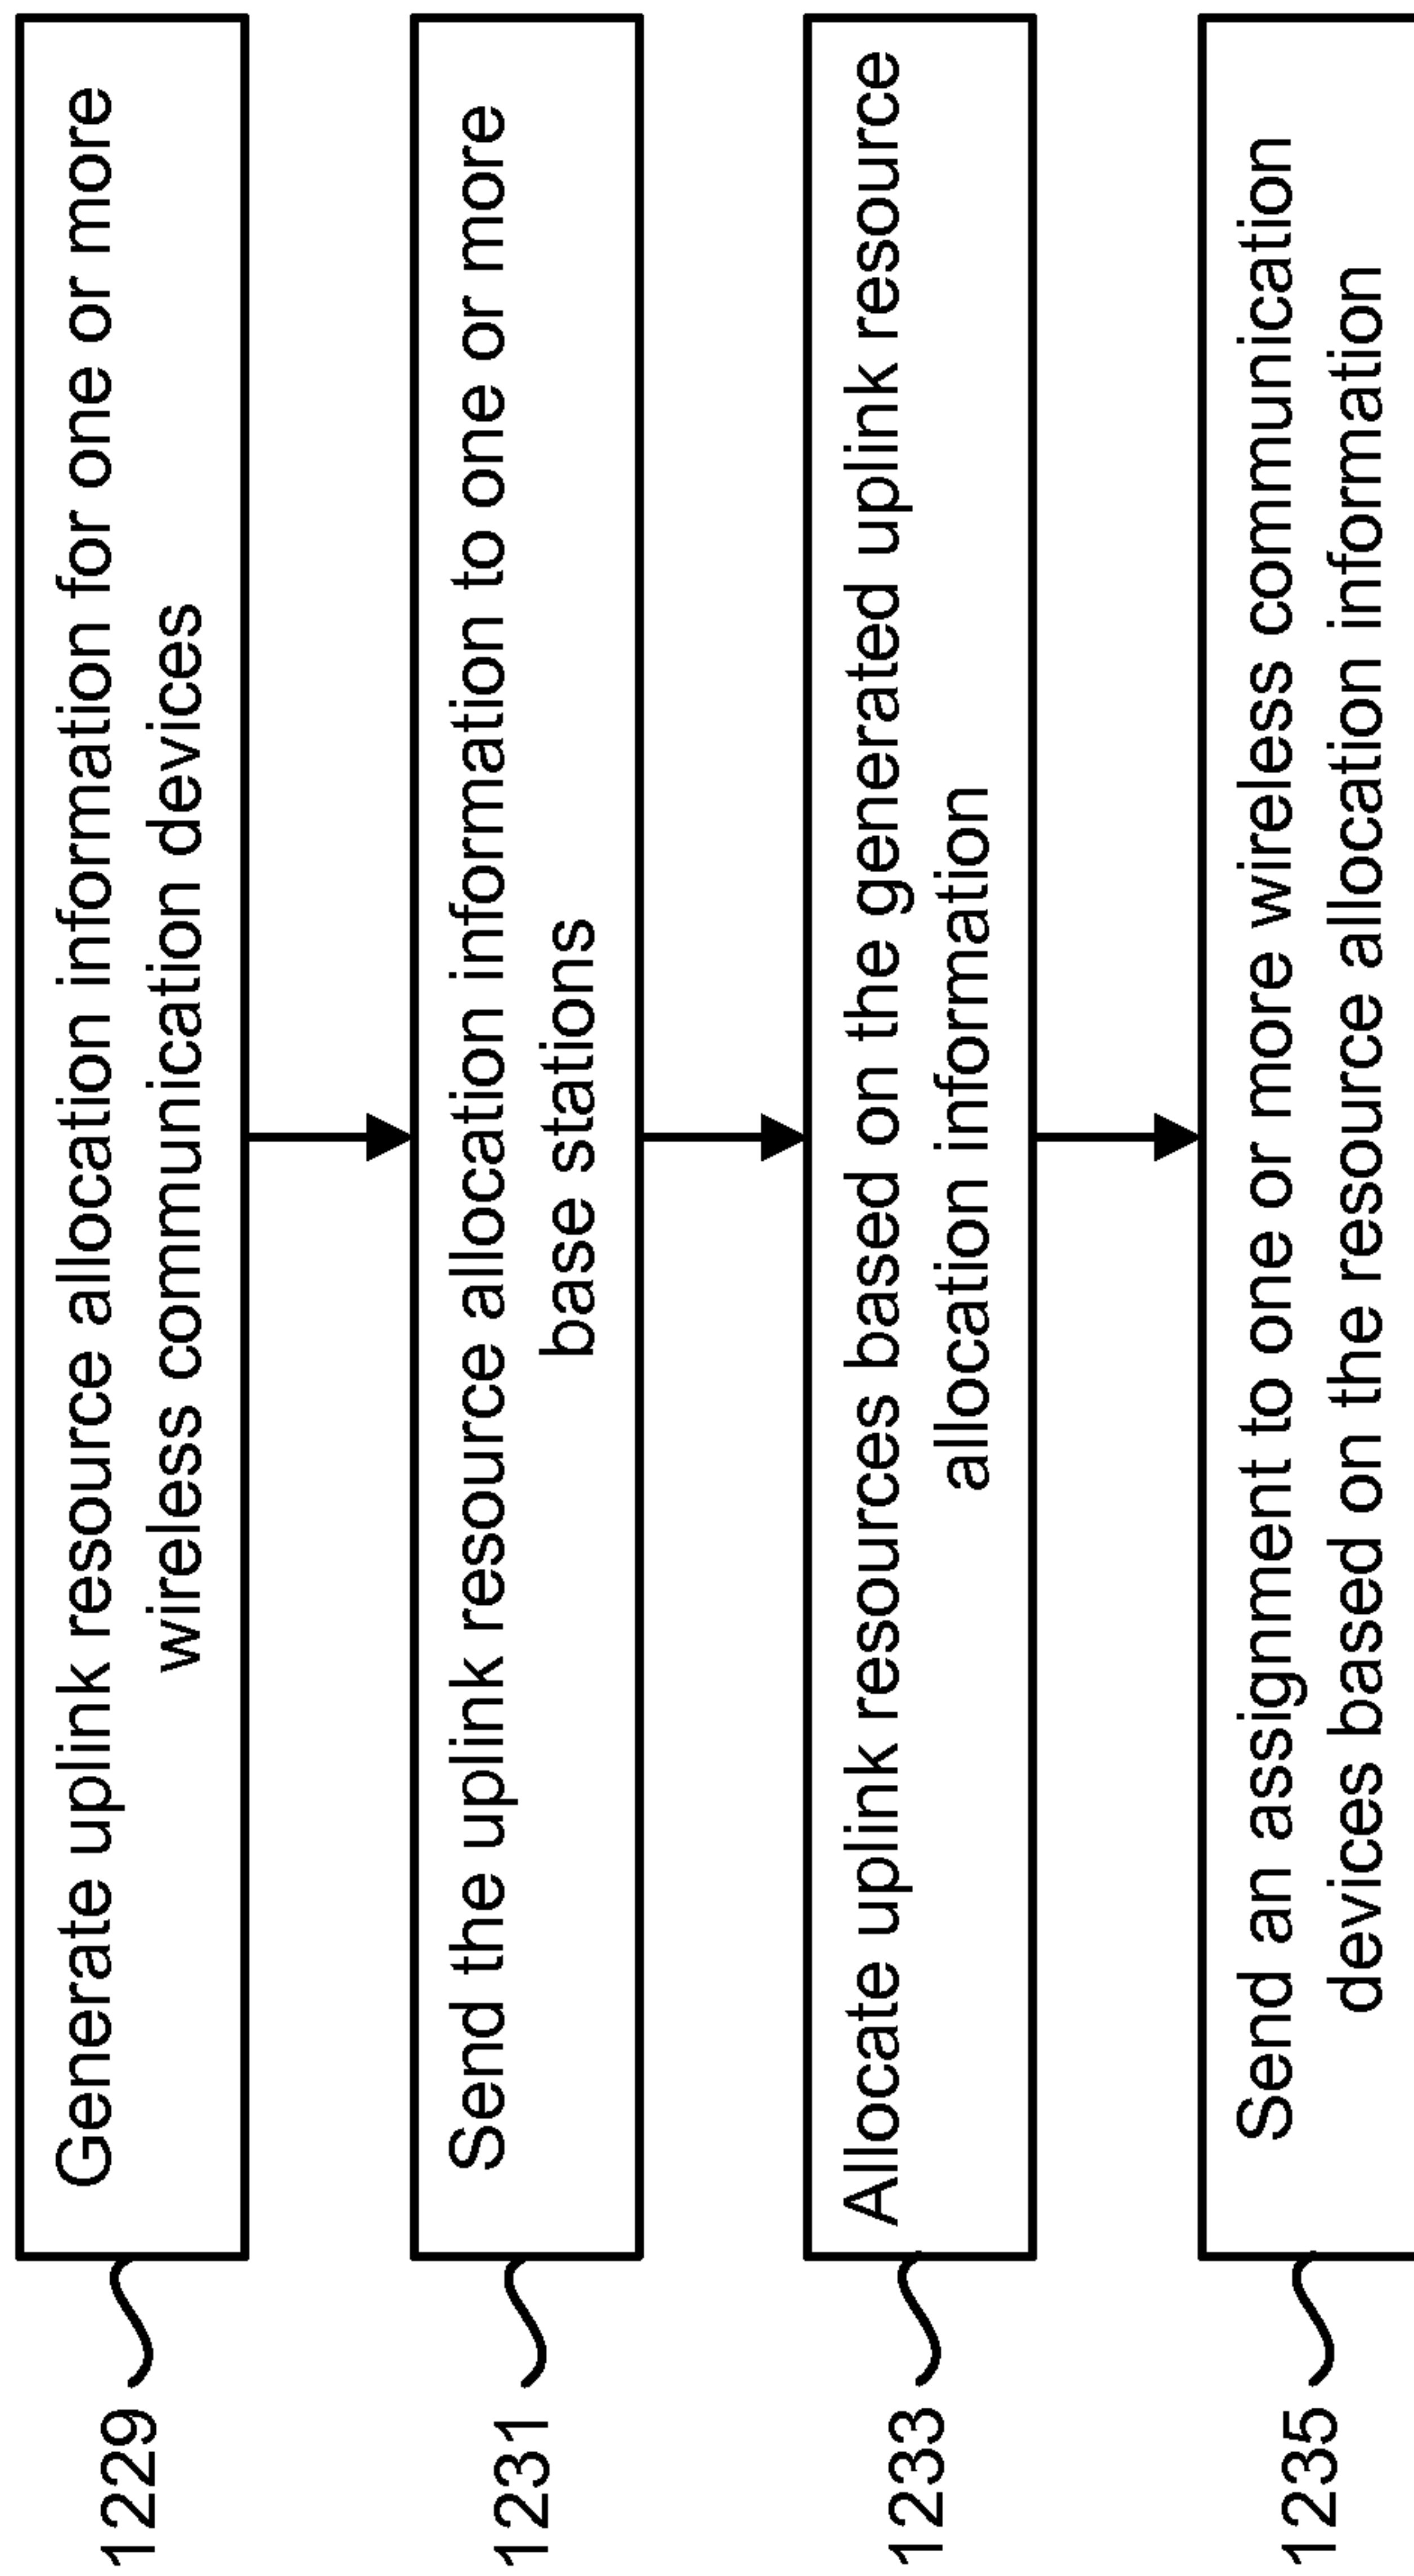 1229
Generate uplink resource allocation information for one or more
wireless communication devices
1231
Send the uplink resource allocation information to one or more
base stations
1233
Allocate uplink resources based on the generated uplink resource
allocation information
1235
Send an assignment to one or more wireless communication
devices based on the resource allocation information